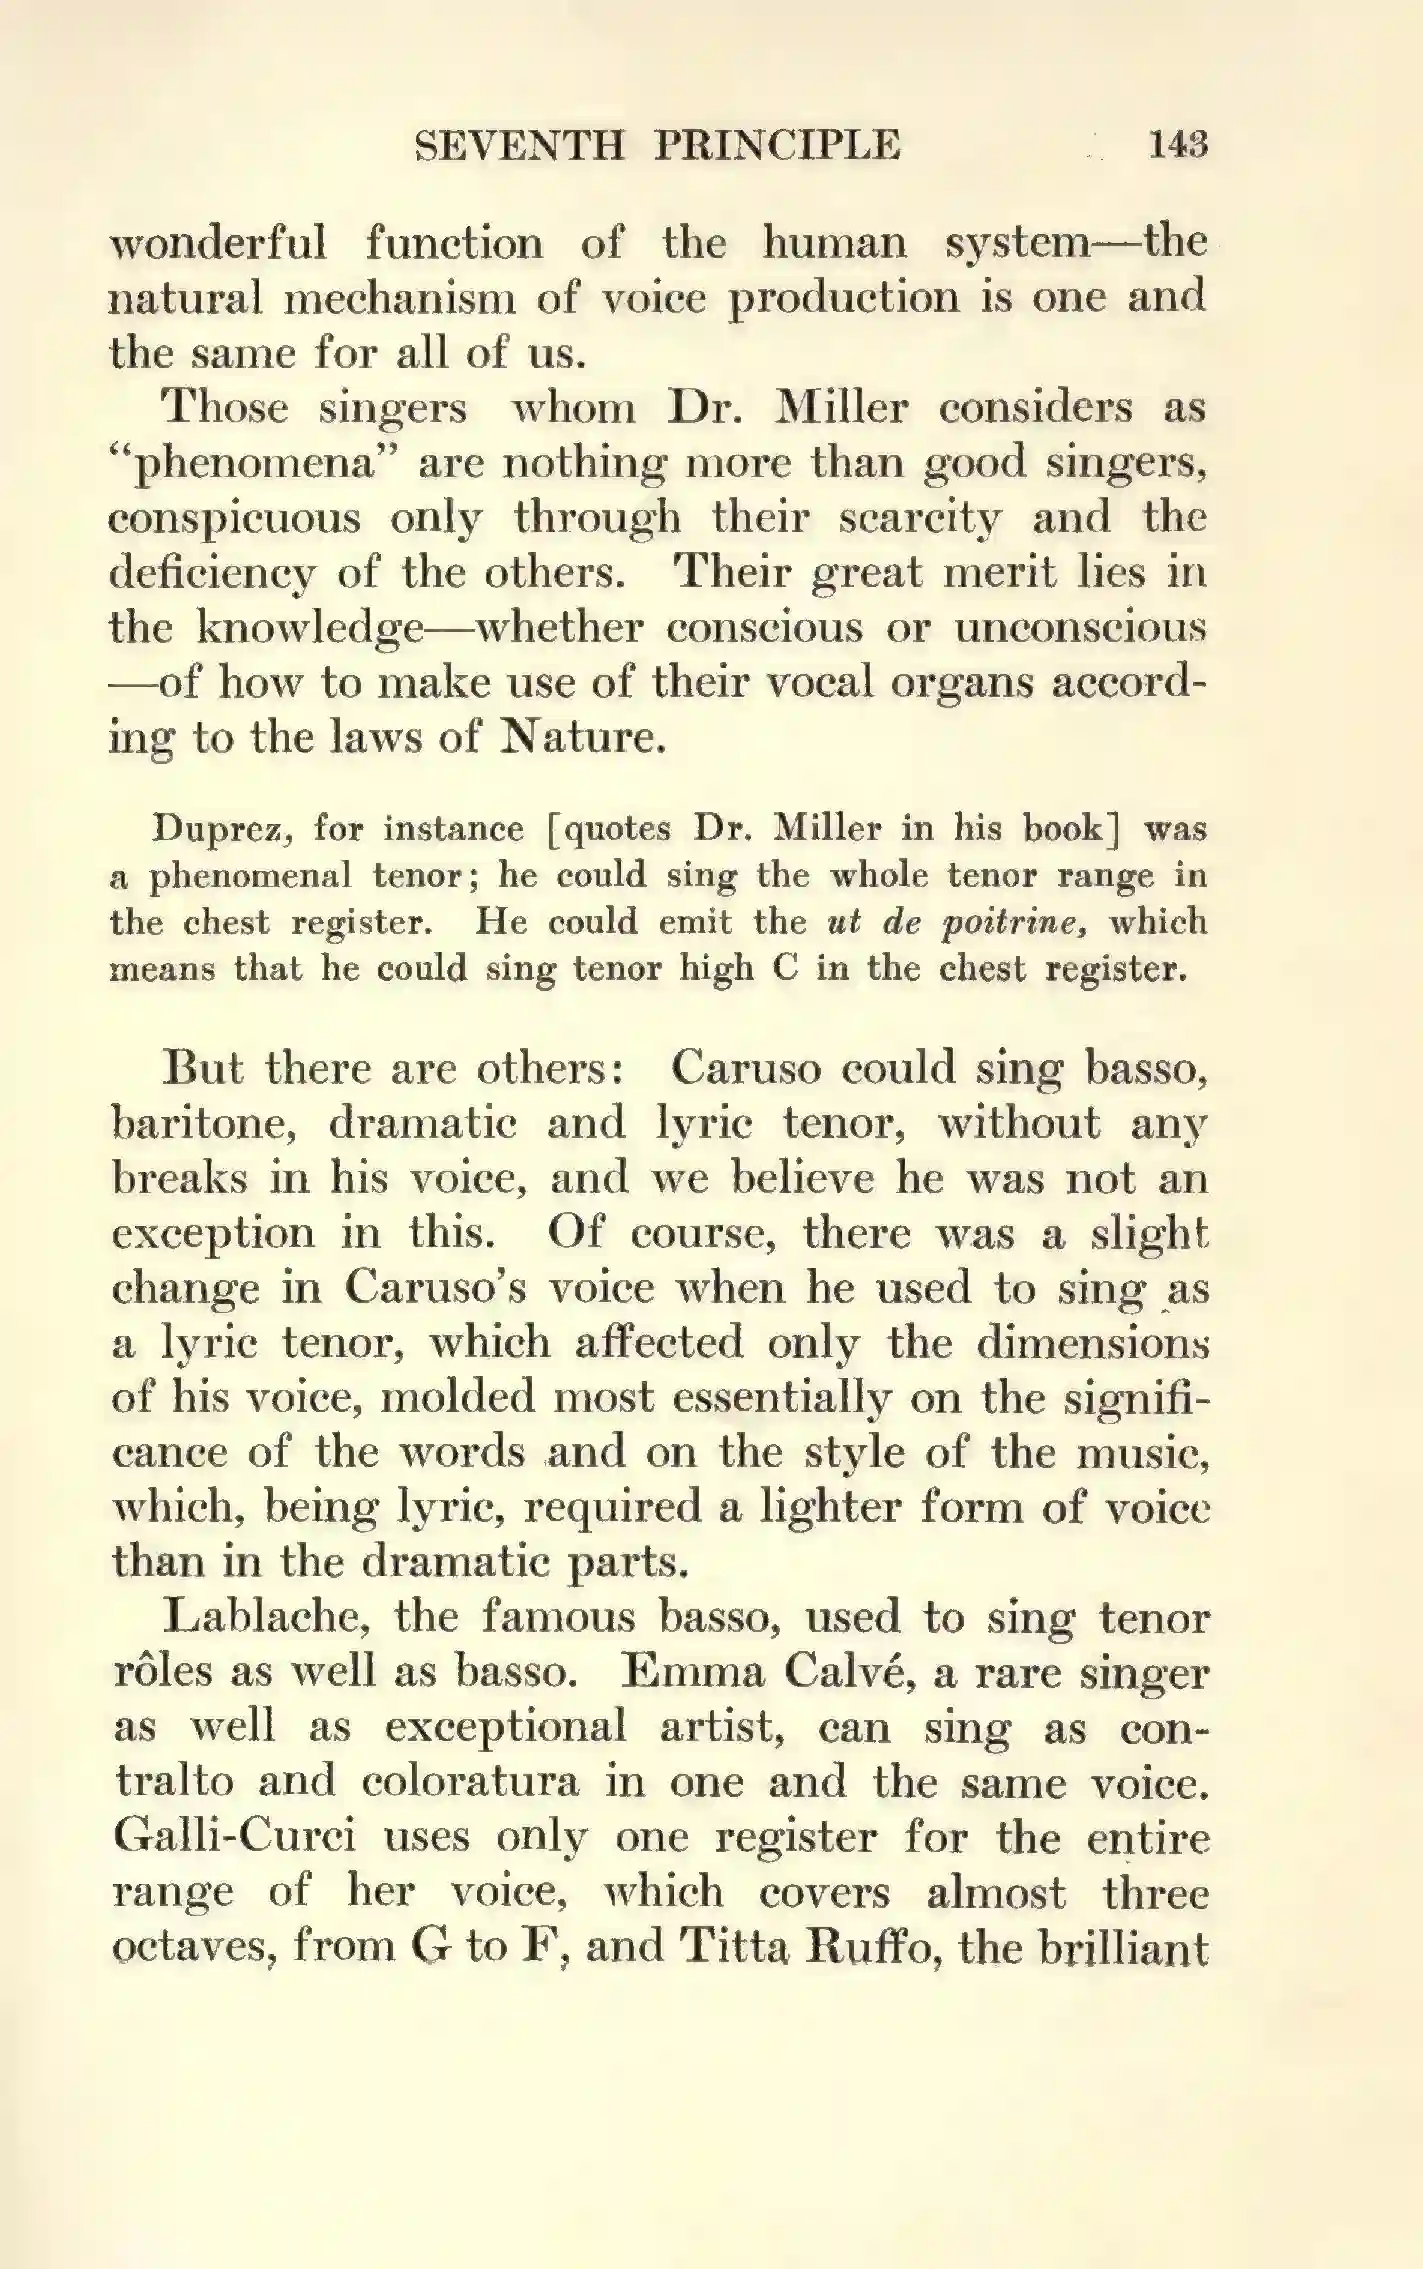 SEVENTH PRINCIPLE 143
wonderful function of the human system—the
natural mechanism of voice production is one and
the same for all of us.
Those singers whom Dr. Miller considers as
“phenomena” are nothing more than good singers,
conspicuous only through their scarcity and the
deficiency of the others. Their great merit lies in
the knowledge—whether conscious or unconscious
—of how to make use of their vocal organs accord-
ing to the laws of Nature.
Duprez, for instance [quotes Dr. Miller in his book] was
a phenomenal tenor; he could sing the whole tenor range in
the chest register. He could emit the ut de poitrine, which
means that he could sing tenor high C in the chest register.
But there are others: Caruso could sing basso,
baritone, dramatic and lyric tenor, without any
breaks in his voice, and we believe he was not an
exception in this. Of course, there was a slight
change in Caruso’s voice when he used to sing as
a lyric tenor, which affected only the dimensions
of his voice, molded most essentially on the signifi-
cance of the words and on the style of the music,
which, being lyric, required a lighter form of voice
than in the dramatic parts.
Lablache, the famous basso, used to sing tenor
rôles as well as basso. Emma Calvé, a rare singer
as well as exceptional artist, can sing as con-
tralto and coloratura in one and the same voice.
Galli-Curci uses only one register for the entire
range of her voice, which covers almost three
octaves, from G to F, and Titta Ruffo, the brilliant